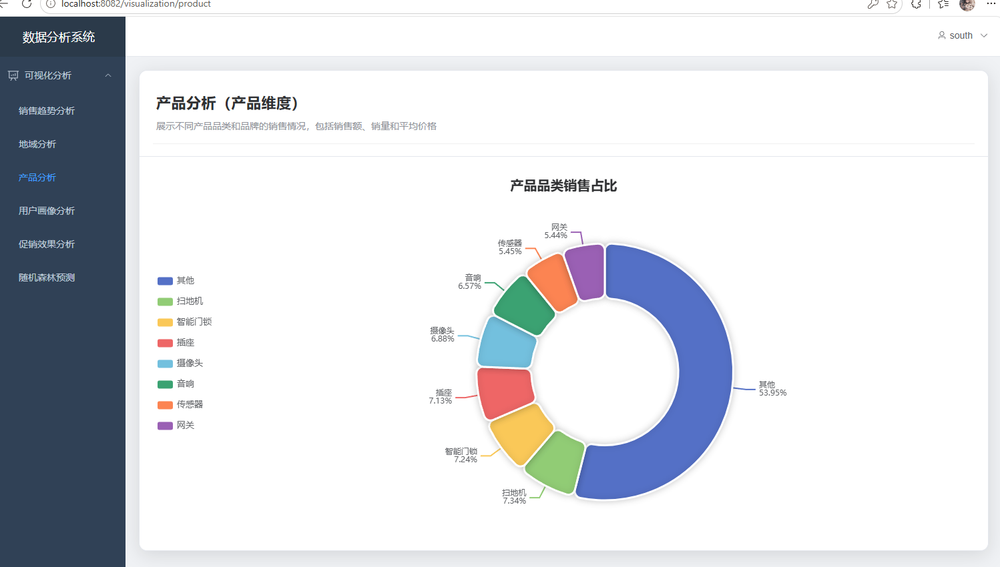 localhost:8082/visualization/product
数据分析系统
south
可视化分析
销售趋势分析
地域分析
产品分析
用户画像分析
促销效果分析
随机森林预测
产品分析（产品维度）
展示不同产品品类和品牌的销售情况，包括销售额、销量和平均价格
产品品类销售占比
其他
扫地机
智能门锁
插座
摄像头
音响
传感器
网关
网关
5.44%
传感器
5.45%
音响
6.57%
摄像头
6.88%
插座
7.13%
智能门锁
7.24%
扫地机
7.34%
其他
53.95%